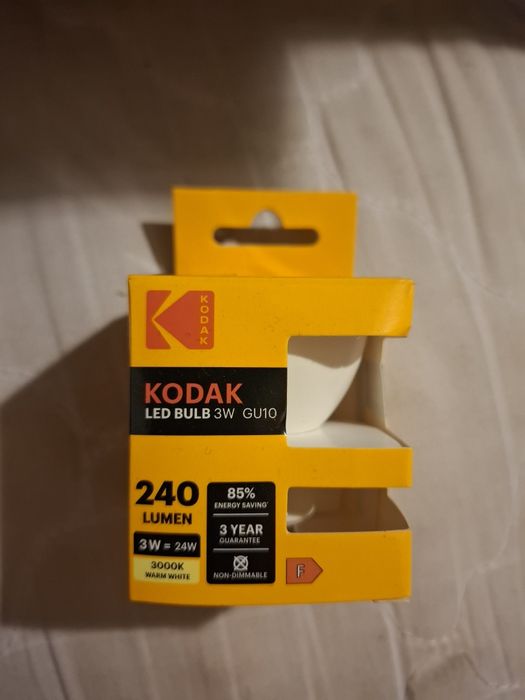 KODAK
KODAK
LED BULB 3W GU10
240
LUMEN
3W = 24W
3000K
WARM WHITE
85%
ENERGY SAVING*
3 YEAR
GUARANTEE
NON-DIMMABLE
F